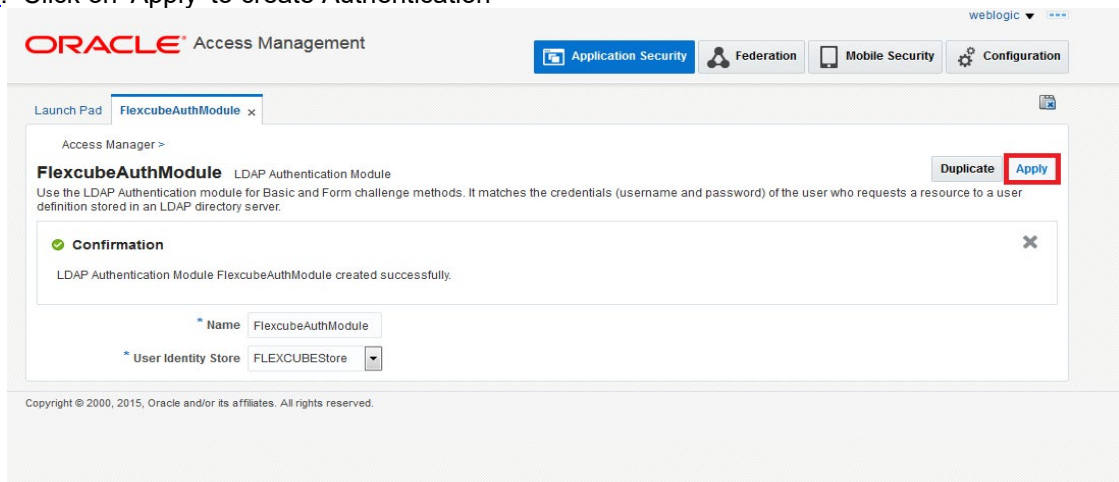 . Click on 'Apply' to create Authentication
weblogic
ORACLE Access Management
Application Security
Federation
Mobile Security
Configuration
Launch Pad
FlexcubeAuthModule ×
Access Manager >
FlexcubeAuthModule LDAP Authentication Module
Duplicate
Apply
Use the LDAP Authentication module for Basic and Form challenge methods. It matches the credentials (username and password) of the user who requests a resource to a user
definition stored in an LDAP directory server.
Confirmation
LDAP Authentication Module FlexcubeAuthModule created successfully.
* Name FlexcubeAuthModule
* User Identity Store FLEXCUBEStore
Copyright © 2000, 2015, Oracle and/or its affiliates. All rights reserved.